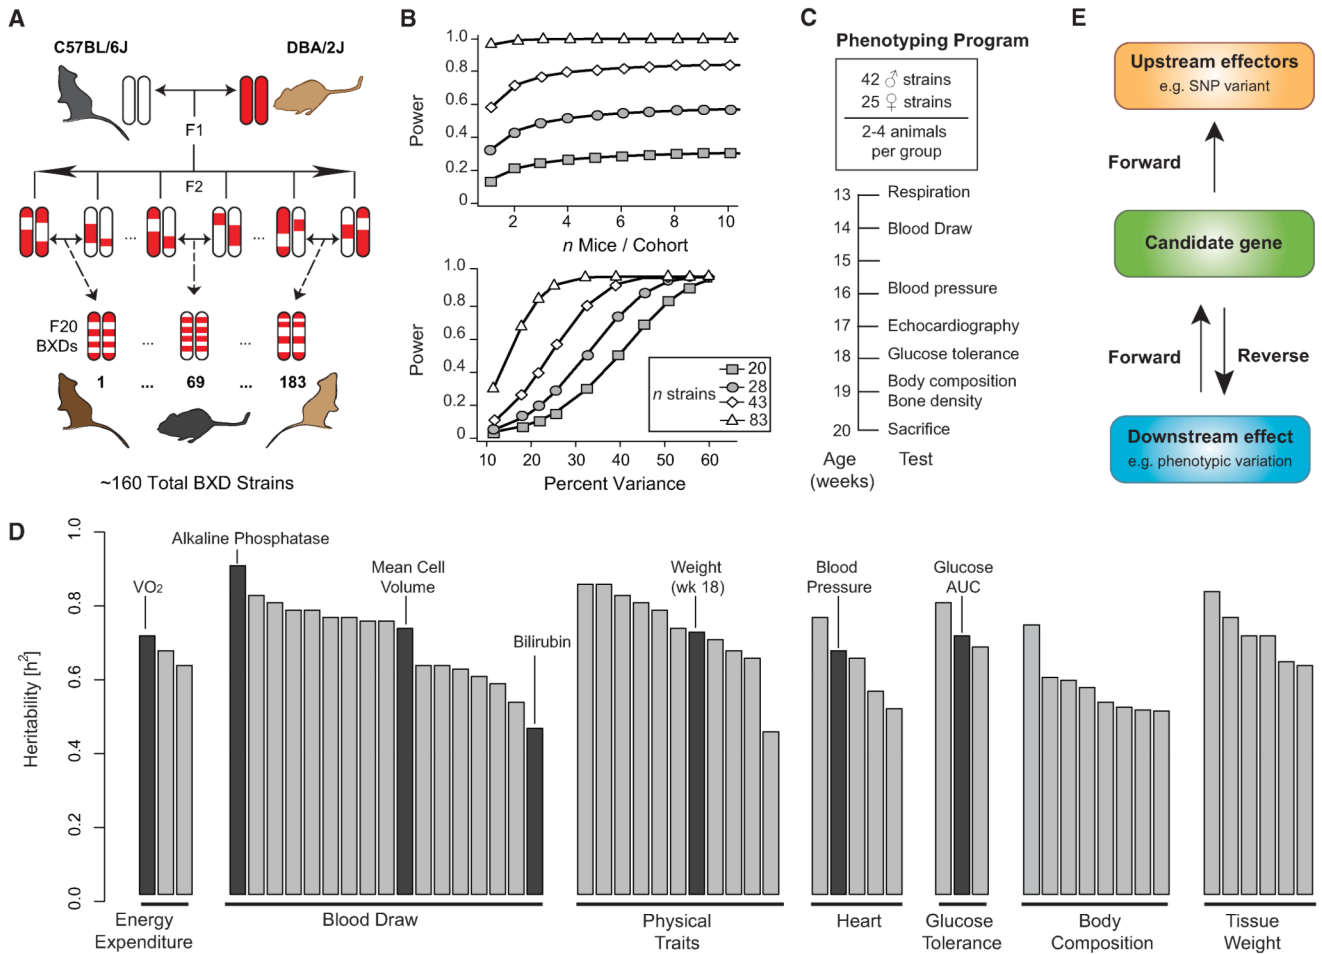 A
C57BL/6J
DBA/2J
F1
F2
...
...
F20
BXDs
...
...
1
...
69
...
183
~160 Total BXD Strains
B
Power
1.0
0.8
0.6
0.4
0.2
0
2
4
6
8
10
n Mice / Cohort
Power
1.0
0.8
0.6
0.4
0.2
0
10
20
30
40
50
60
Percent Variance
n strains
20
28
43
83
C
Phenotyping Program
42 ♂ strains
25 ♀ strains
2-4 animals
per group
13
Respiration
14
Blood Draw
15
16
Blood pressure
17
Echocardiography
18
Glucose tolerance
19
Body composition
Bone density
20
Sacrifice
Age
(weeks)
Test
E
Upstream effectors
e.g. SNP variant
Forward
Candidate gene
Forward
Reverse
Downstream effect
e.g. phenotypic variation
D
Heritability [h²]
1.0
0.8
0.6
0.4
0.2
0.0
VO₂
Alkaline Phosphatase
Mean Cell
Volume
Bilirubin
Weight
(wk 18)
Blood
Pressure
Glucose
AUC
Energy
Expenditure
Blood Draw
Physical
Traits
Heart
Glucose
Tolerance
Body
Composition
Tissue
Weight